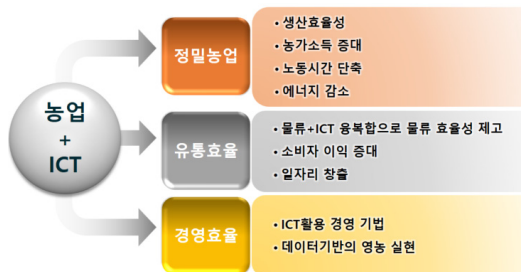 농업
+
ICT
정밀농업
• 생산효율성
• 농가소득 증대
• 노동시간 단축
• 에너지 감소
유통효율
• 물류+ICT 융복합으로 물류 효율성 제고
• 소비자 이익 증대
• 일자리 창출
경영효율
• ICT활용 경영 기법
• 데이터기반의 영농 실현